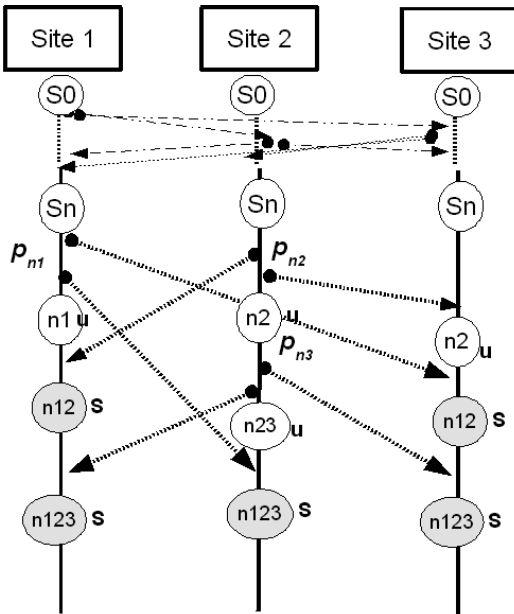 Site 1 Site 2 Site 3
S0 S0 S0
Sn Sn Sn
pn1 pn2
n1 u n2 u
n2 u
pn3
n12 s n12 s
n23 u
n123 s n123 s n123 s